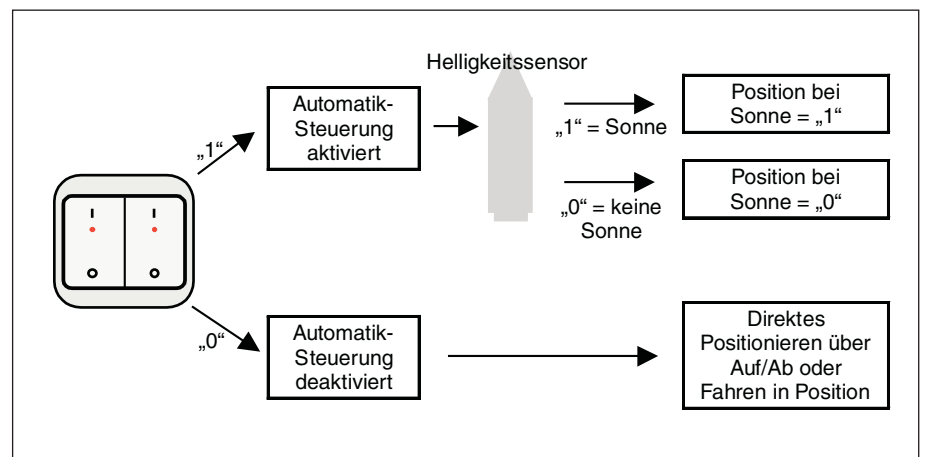 Helligkeitssensor
Automatik-
Steuerung
aktiviert
Position bei
Sonne = „1“
„1“ = Sonne
„1“
Position bei
Sonne = „0“
„0“ = keine
Sonne
I I
O O
„0“
Automatik-
Steuerung
deaktiviert
Direktes
Positionieren über
Auf/Ab oder
Fahren in Position